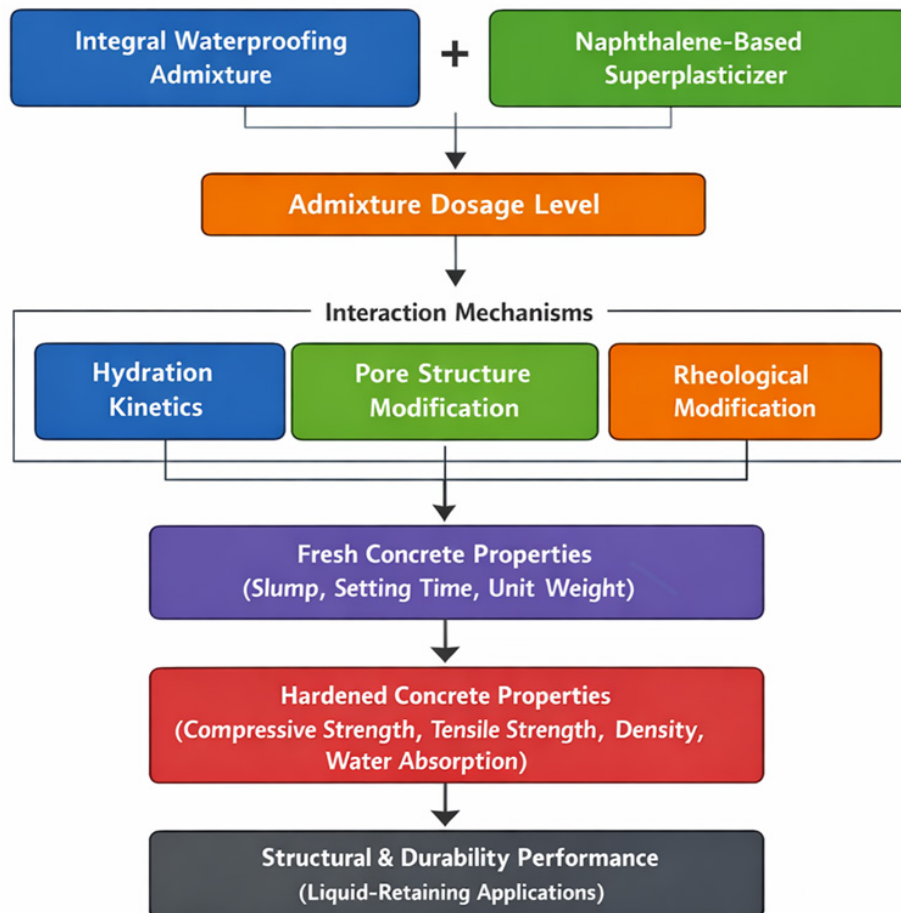 Integral Waterproofing
Admixture
+
Naphthalene-Based
Superplasticizer
Admixture Dosage Level
Interaction Mechanisms
Hydration
Kinetics
Pore Structure
Modification
Rheological
Modification
Fresh Concrete Properties
(Slump, Setting Time, Unit Weight)
Hardened Concrete Properties
(Compressive Strength, Tensile Strength, Density,
Water Absorption)
Structural & Durability Performance
(Liquid-Retaining Applications)